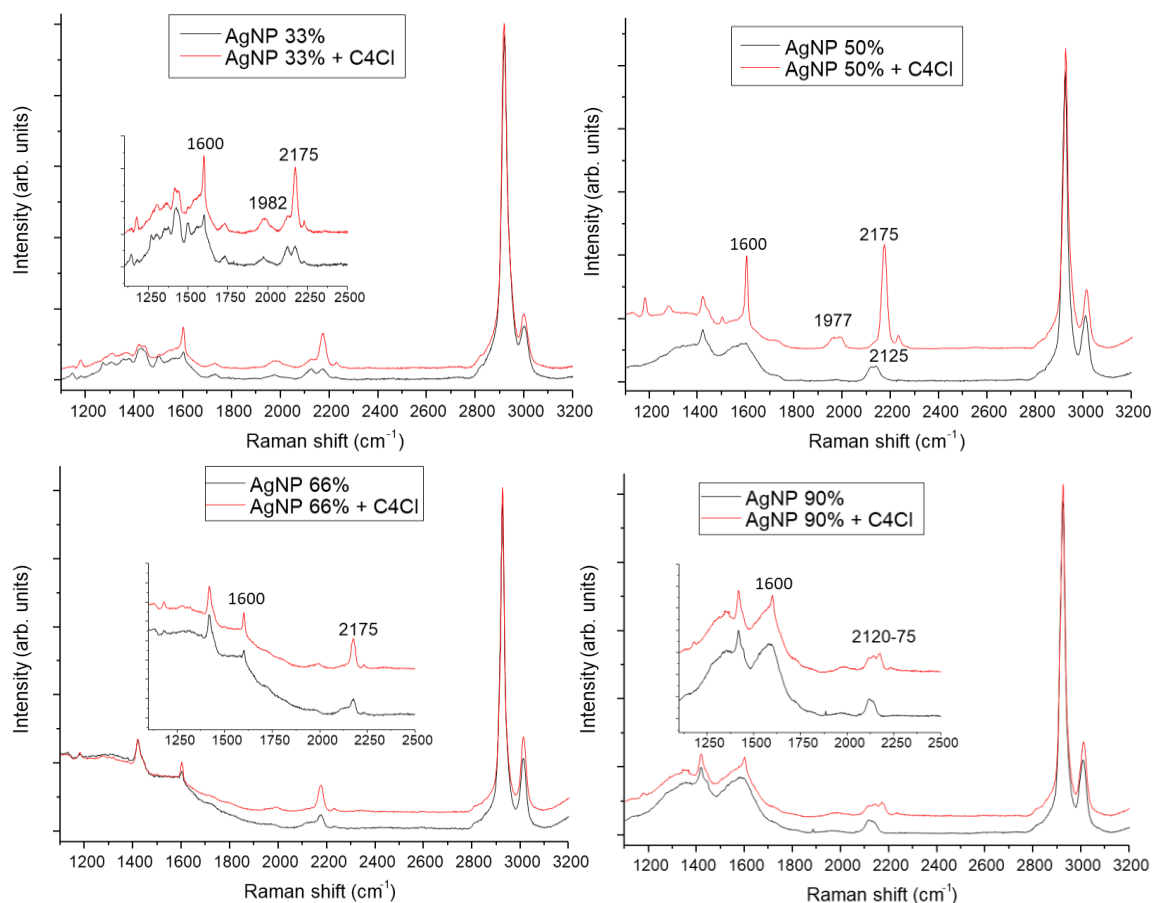 AgNP 33%
AgNP 33% + C4Cl
Intensity (arb. units)
1600
2175
1982
1250 1500 1750 2000 2250 2500
1200 1400 1600 1800 2000 2200 2400 2600 2800 3000 3200
Raman shift (cm⁻¹)
AgNP 50%
AgNP 50% + C4Cl
Intensity (arb. units)
1600
2175
1977
2125
1200 1400 1600 1800 2000 2200 2400 2600 2800 3000 3200
Raman shift (cm⁻¹)
AgNP 66%
AgNP 66% + C4Cl
Intensity (arb. units)
1600
2175
1250 1500 1750 2000 2250 2500
1200 1400 1600 1800 2000 2200 2400 2600 2800 3000 3200
Raman shift (cm⁻¹)
AgNP 90%
AgNP 90% + C4Cl
Intensity (arb. units)
1600
2120-75
1250 1500 1750 2000 2250 2500
1200 1400 1600 1800 2000 2200 2400 2600 2800 3000 3200
Raman shift (cm⁻¹)